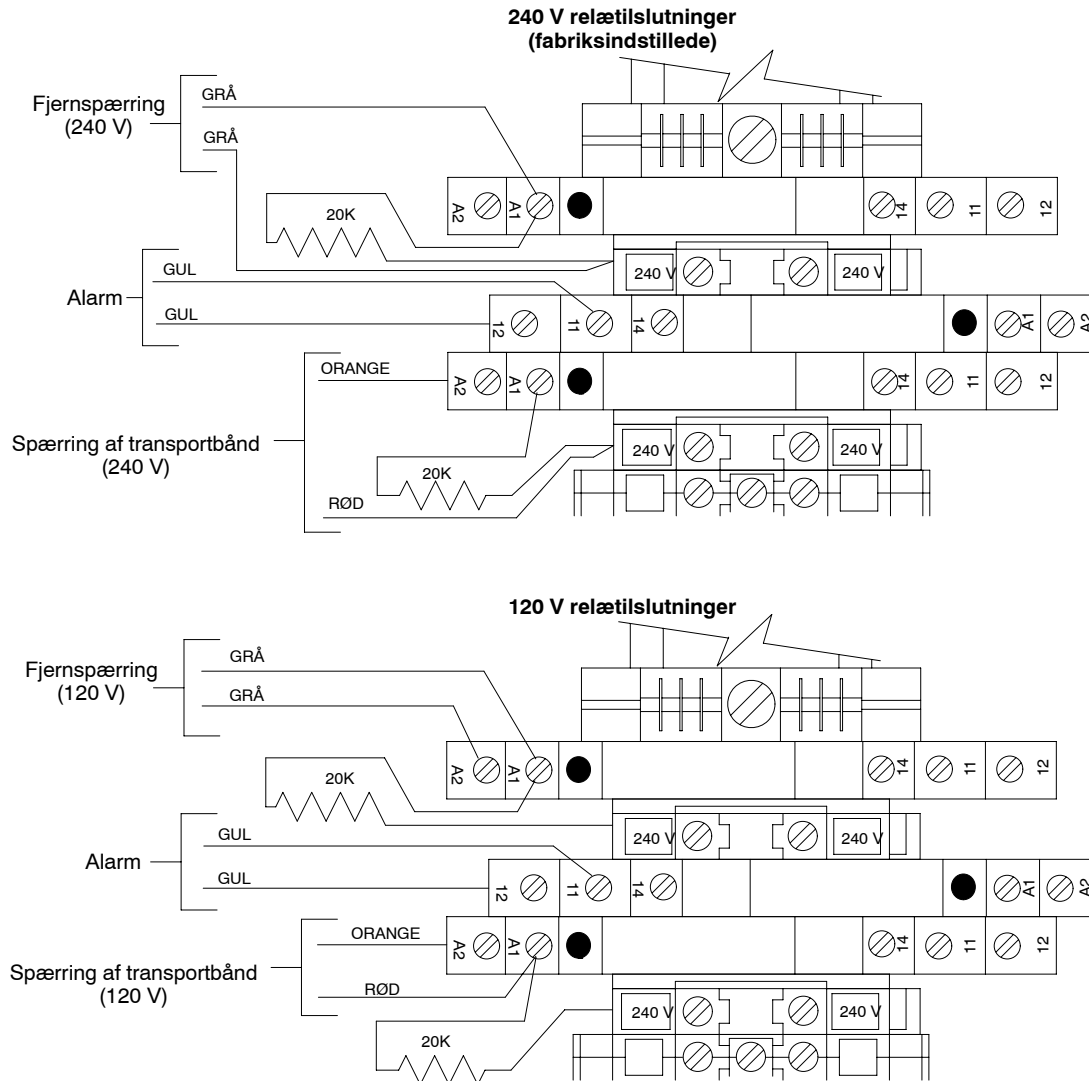 240 V relætilslutninger
(fabriksindstillede)
Fjernspærring
(240 V)
GRÅ
GRÅ
20K
A2 A1 14 11 12
240 V 240 V
Alarm
GUL
GUL
12 11 14 A1 A2
ORANGE
A2 A1 14 11 12
Spærring af transportbånd
(240 V)
240 V 240 V
20K
RØD
120 V relætilslutninger
Fjernspærring
(120 V)
GRÅ
GRÅ
A2 A1 14 11 12
20K
240 V 240 V
Alarm
GUL
GUL
12 11 14 A1 A2
ORANGE
A2 A1 14 11 12
Spærring af transportbånd
(120 V)
RØD
240 V 240 V
20K